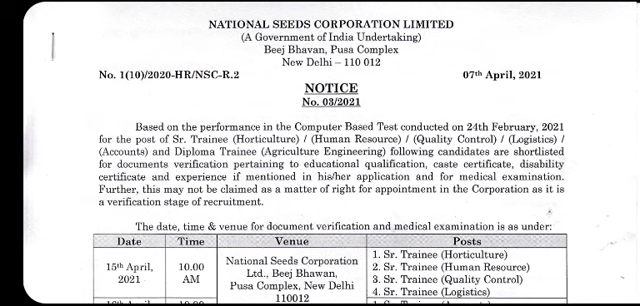 NATIONAL SEEDS CORPORATION LIMITED
(A Government of India Undertaking)
Beej Bhavan, Pusa Complex
New Delhi – 110 012
No. 1(10)/2020-HR/NSC-R.2 07th April, 2021
NOTICE
No. 03/2021
Based on the performance in the Computer Based Test conducted on 24th February, 2021
for the post of Sr. Trainee (Horticulture) / (Human Resource) / (Quality Control) / (Logistics) /
(Accounts) and Diploma Trainee (Agriculture Engineering) following candidates are shortlisted
for documents verification pertaining to educational qualification, caste certificate, disability
certificate and experience if mentioned in his/her application and for medical examination.
Further, this may not be claimed as a matter of right for appointment in the Corporation as it is
a verification stage of recruitment.
The date, time & venue for document verification and medical examination is as under:
Date Time Venue Posts
15th April, 2021
10.00 AM
National Seeds Corporation
Ltd., Beej Bhawan,
Pusa Complex, New Delhi
110012
1. Sr. Trainee (Horticulture)
2. Sr. Trainee (Human Resource)
3. Sr. Trainee (Quality Control)
4. Sr. Trainee (Logistics)